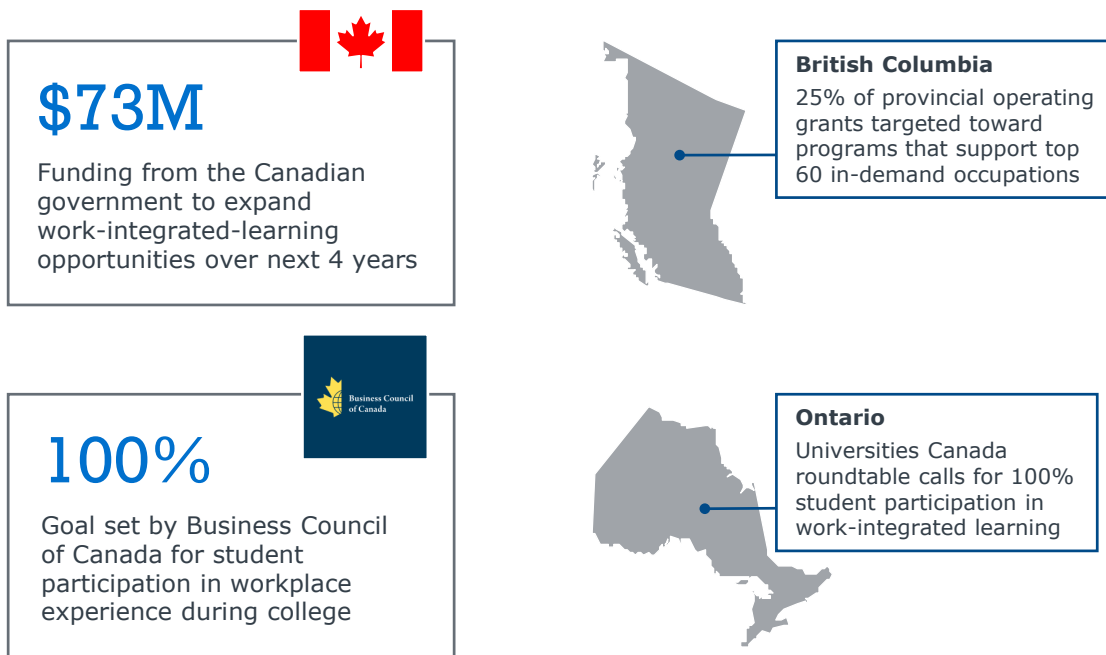 $73M
Funding from the Canadian
government to expand
work-integrated-learning
opportunities over next 4 years
British Columbia
25% of provincial operating
grants targeted toward
programs that support top
60 in-demand occupations
Business Council
of Canada
100%
Goal set by Business Council
of Canada for student
participation in workplace
experience during college
Ontario
Universities Canada
roundtable calls for 100%
student participation in
work-integrated learning